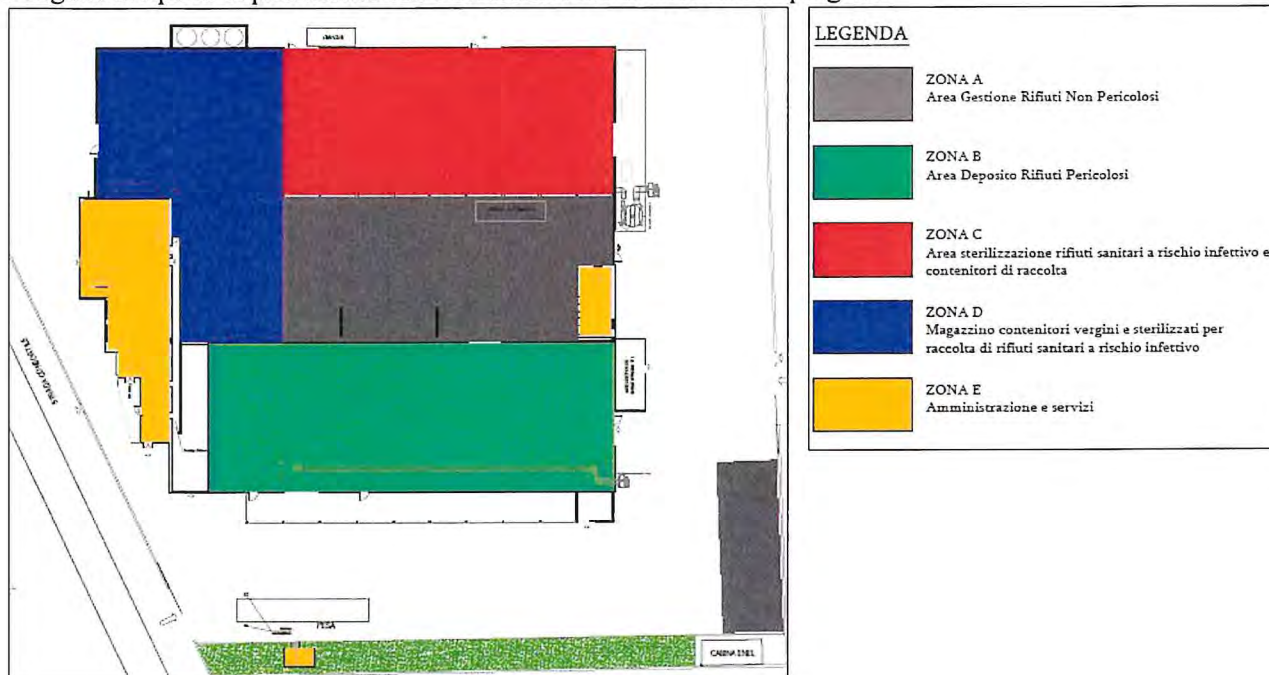 LEGENDA
ZONA A
Area Gestione Rifiuti Non Pericolosi
ZONA B
Area Deposito Rifiuti Pericolosi
ZONA C
Area sterilizzazione rifiuti sanitari a rischio infettivo e
contenitori di raccolta
ZONA D
Magazzino contenitori vergini e sterilizzati per
raccolta di rifiuti sanitari a rischio infettivo
ZONA E
Amministrazione e servizi
PESA
CABINA ENEL